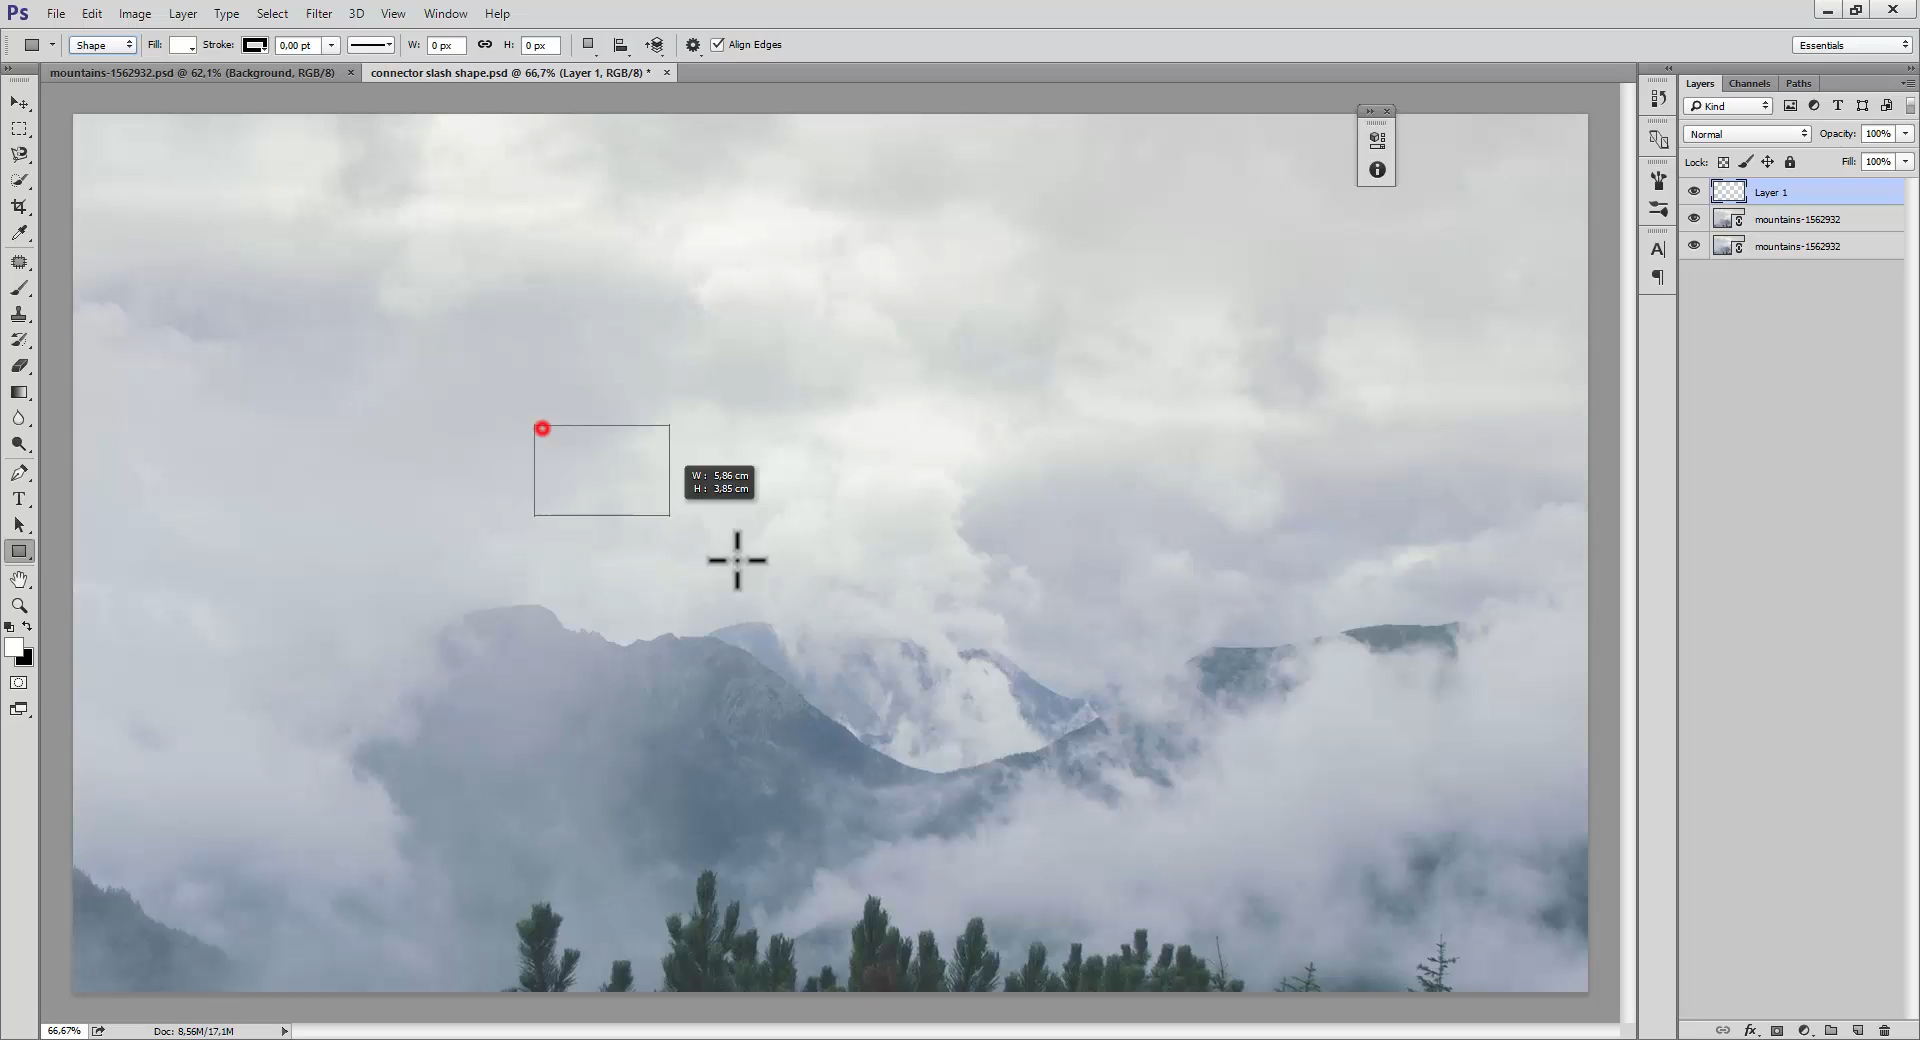 Ps File Edit Image Layer Type Select Filter 3D View Window Help
Shape Fill: Stroke: 0,00 pt W: 0 px H: 0 px Align Edges Essentials
mountains-1562932.psd @ 62,1% (Background, RGB/8) × connector slash shape.psd @ 66,7% (Layer 1, RGB/8) * ×
Layers Channels Paths
Kind
Normal Opacity: 100%
Lock: Fill: 100%
Layer 1
mountains-1562932
mountains-1562932
W: 5,86 cm
H: 3,85 cm
66,67% Doc: 8,56M/17,1M